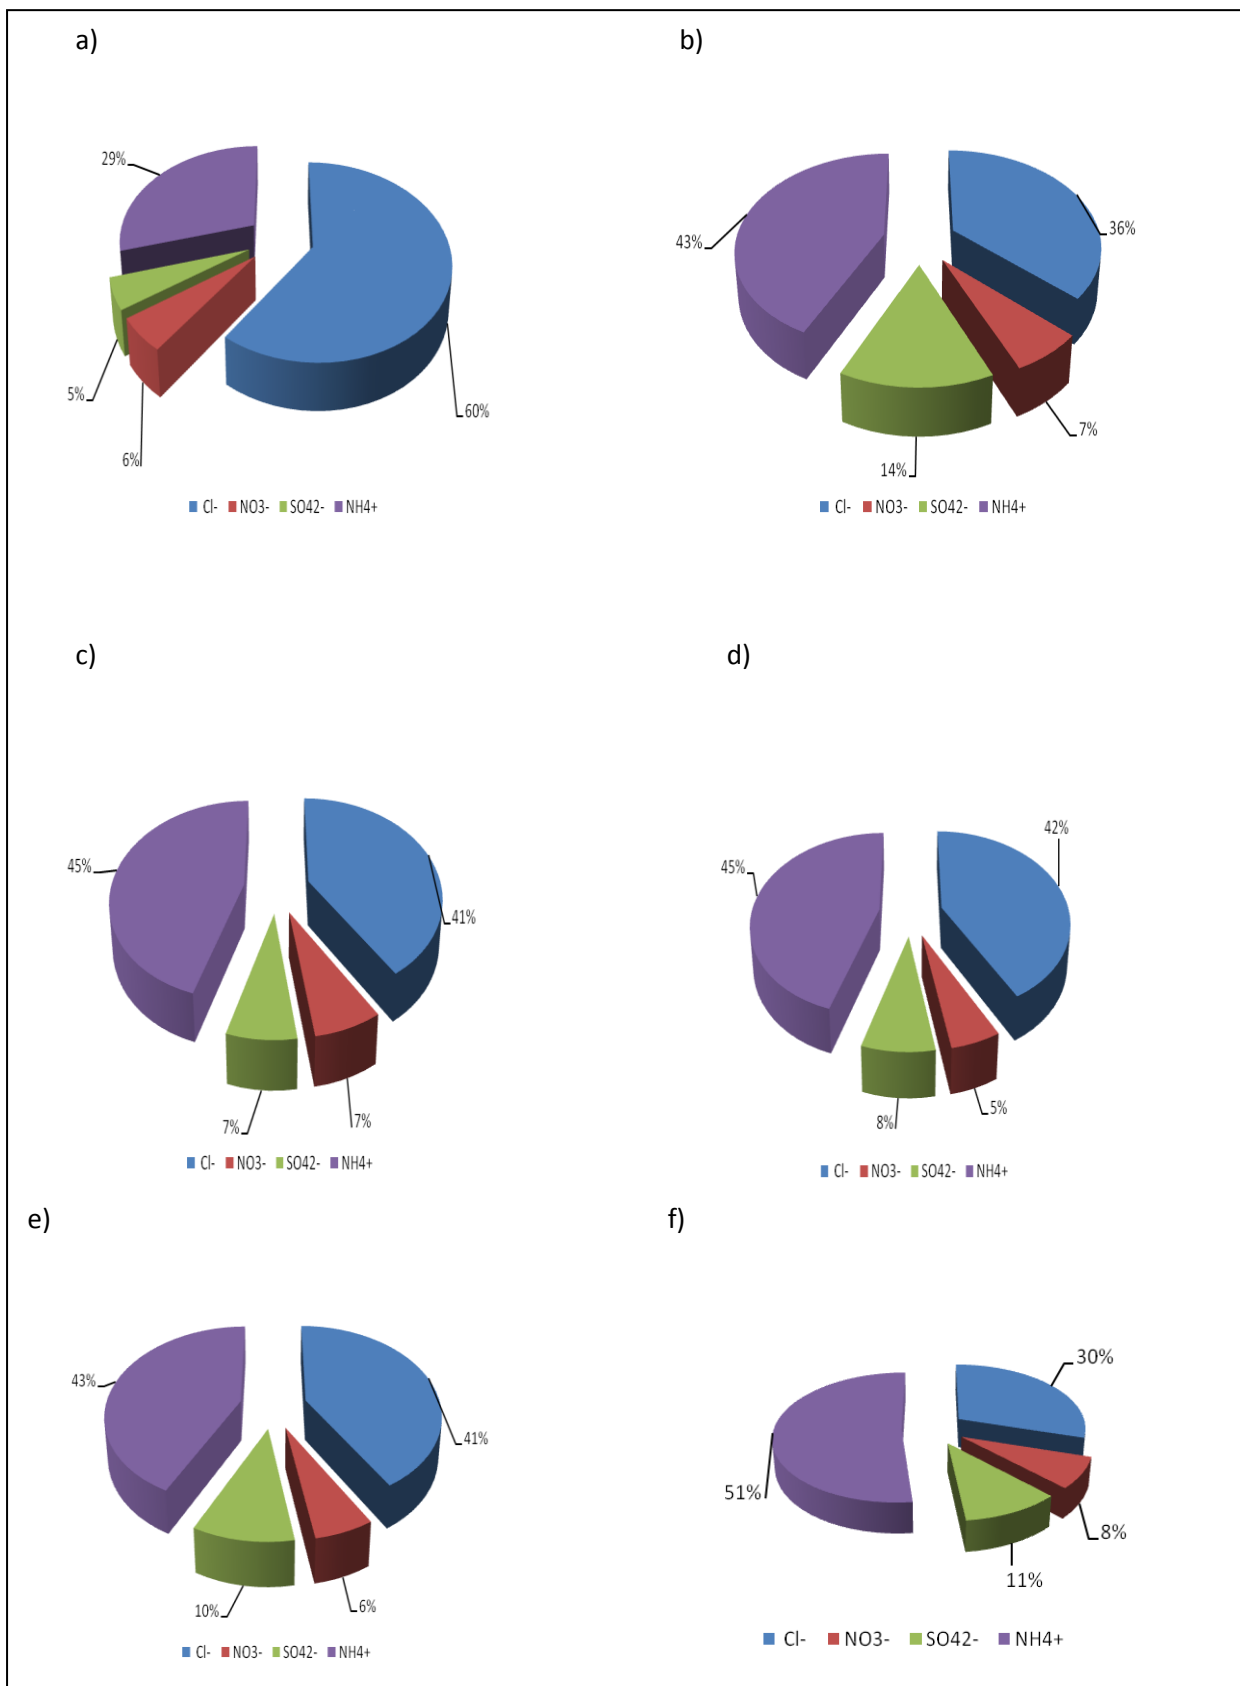 a)
29%
5%
6%
60%
Cl- NO3- SO42- NH4+
b)
43%
36%
7%
14%
Cl- NO3- SO42- NH4+
c)
45%
41%
7%
7%
Cl- NO3- SO42- NH4+
d)
42%
45%
5%
8%
Cl- NO3- SO42- NH4+
e)
43%
41%
10%
6%
Cl- NO3- SO42- NH4+
f)
30%
51%
8%
11%
Cl- NO3- SO42- NH4+